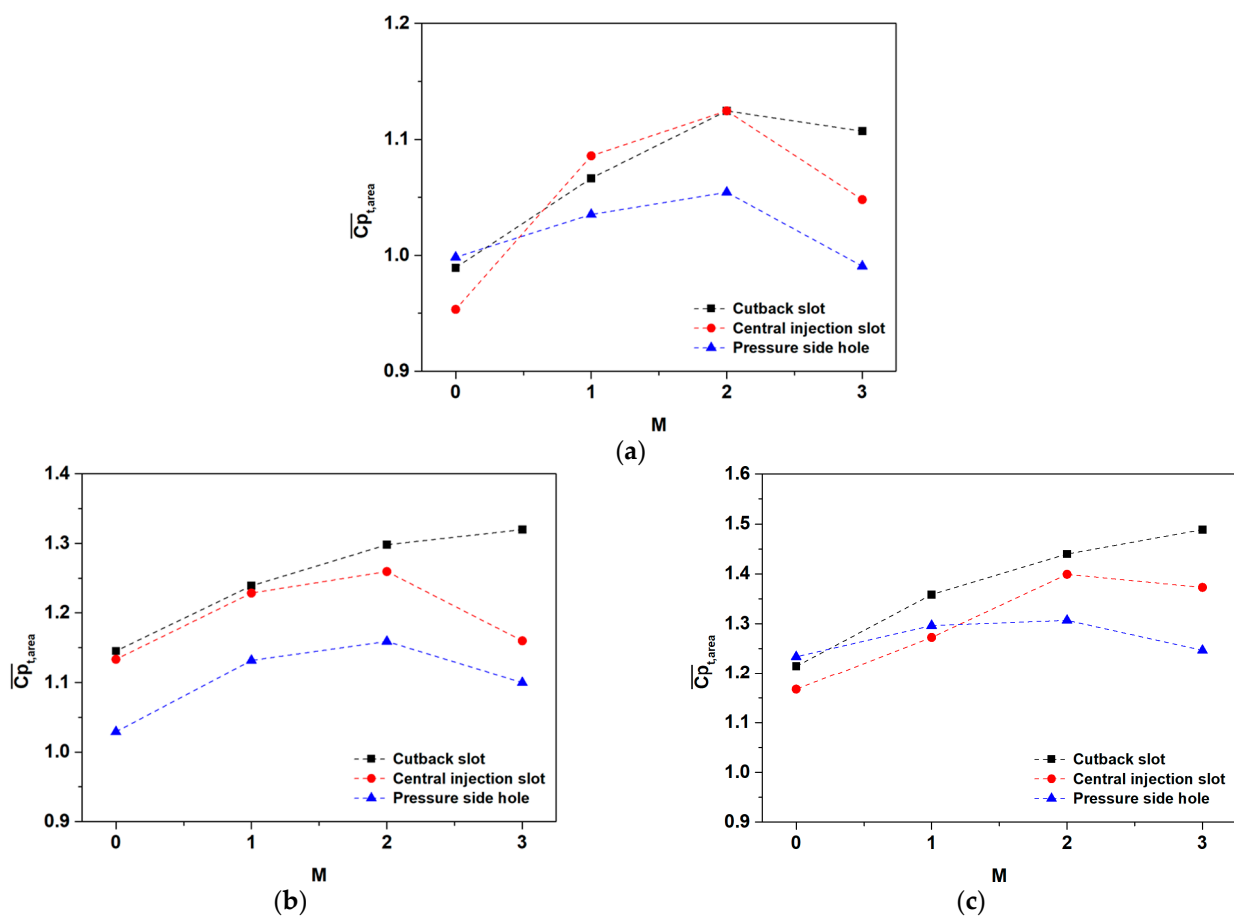 1.2
1.1
1.0
0.9
Cp t,area
0 1 2 3
M
Cutback slot
Central injection slot
Pressure side hole
(a)
1.4
1.3
1.2
1.1
1.0
0.9
Cp t,area
0 1 2 3
M
Cutback slot
Central injection slot
Pressure side hole
(b)
1.6
1.5
1.4
1.3
1.2
1.1
1.0
0.9
Cp t,area
0 1 2 3
M
Cutback slot
Central injection slot
Pressure side hole
(c)